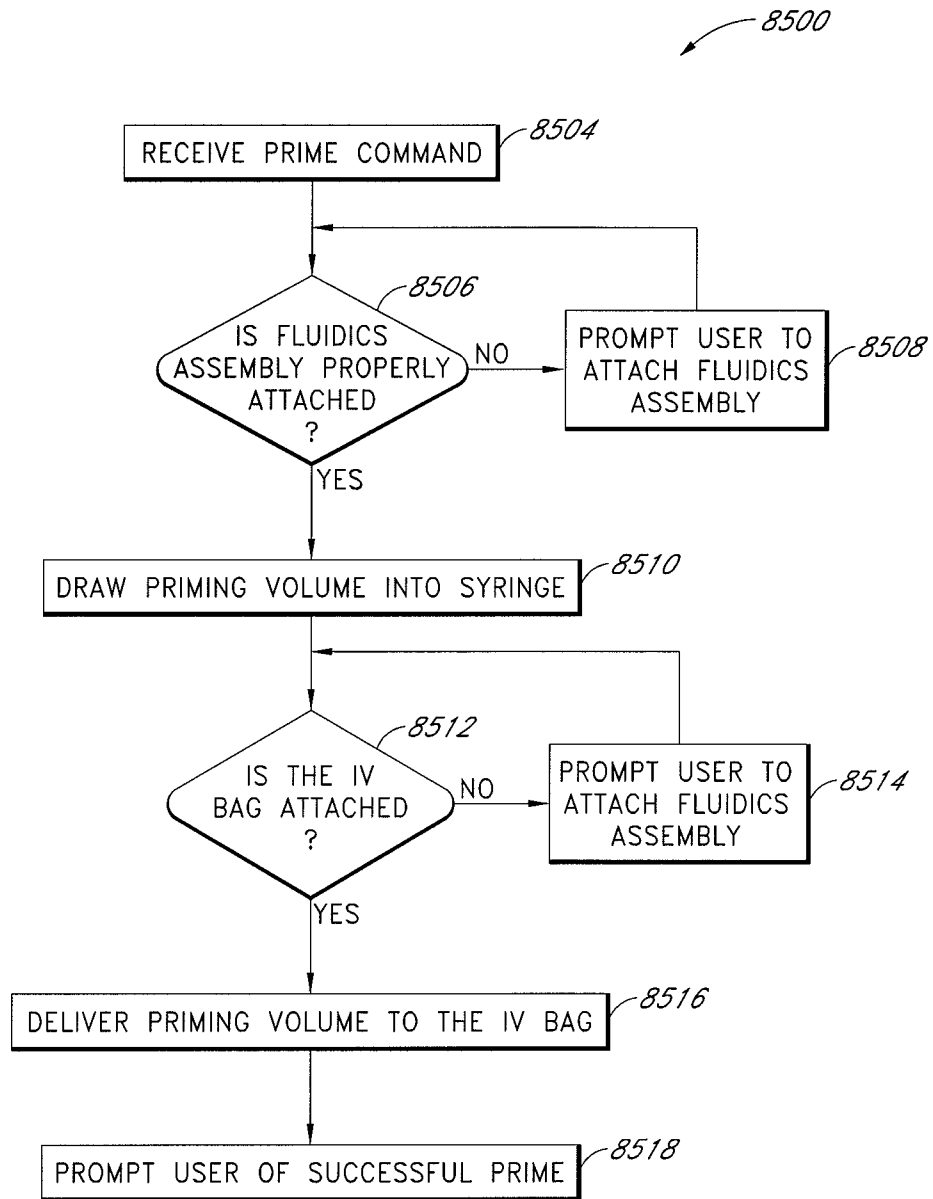 8500
8504
RECEIVE PRIME COMMAND
8506
IS FLUIDICS
ASSEMBLY PROPERLY
ATTACHED
?
NO
PROMPT USER TO
ATTACH FLUIDICS
ASSEMBLY
8508
YES
8510
DRAW PRIMING VOLUME INTO SYRINGE
8512
IS THE IV
BAG ATTACHED
?
NO
PROMPT USER TO
ATTACH FLUIDICS
ASSEMBLY
8514
YES
8516
DELIVER PRIMING VOLUME TO THE IV BAG
8518
PROMPT USER OF SUCCESSFUL PRIME